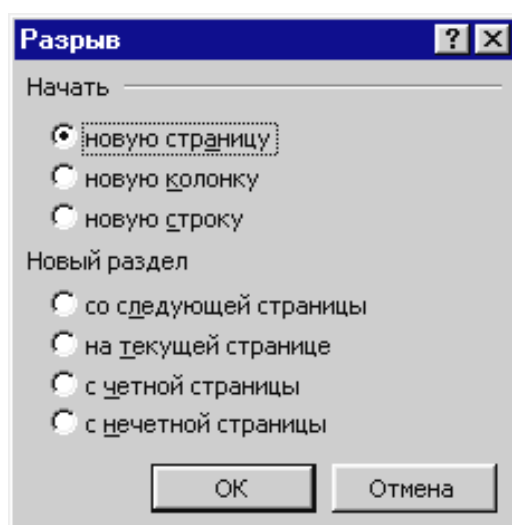 Разрыв
Начать
новую страницу
новую колонку
новую строку
Новый раздел
со следующей страницы
на текущей странице
с четной страницы
с нечетной страницы
ОК
Отмена